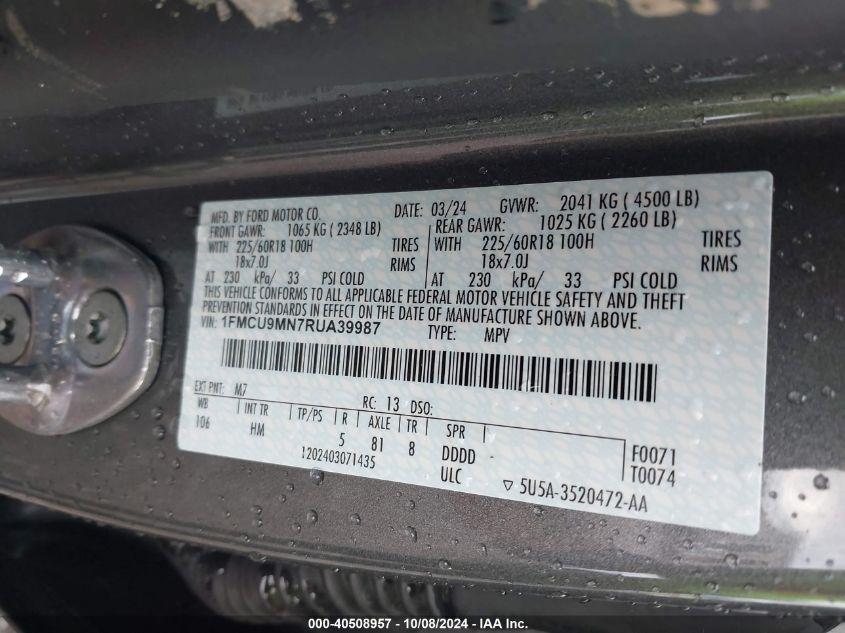 MFD. BY FORD MOTOR CO. DATE: 03/24 GVWR: 2041 KG ( 4500 LB)
FRONT GAWR: 1065 KG ( 2348 LB) REAR GAWR: 1025 KG ( 2260 LB)
WITH 225/60R18 100H TIRES WITH 225/60R18 100H TIRES
18x7.0J RIMS 18x7.0J RIMS
AT 230 kPa/ 33 PSI COLD AT 230 kPa/ 33 PSI COLD
THIS VEHICLE CONFORMS TO ALL APPLICABLE FEDERAL MOTOR VEHICLE SAFETY AND THEFT
PREVENTION STANDARDS IN EFFECT ON THE DATE OF MANUFACTURE SHOWN ABOVE.
VIN: 1FMCU9MN7RUA39987 TYPE: MPV
EXT PNT: M7 RC: 13 DSO:
WB INT TR TP/PS R AXLE TR SPR
106 HM 5 81 8 DDDD - F0071
1202403071435 ULC T0074
▽ 5U5A-3520472-AA
000-40508957 - 10/08/2024 - IAA Inc.